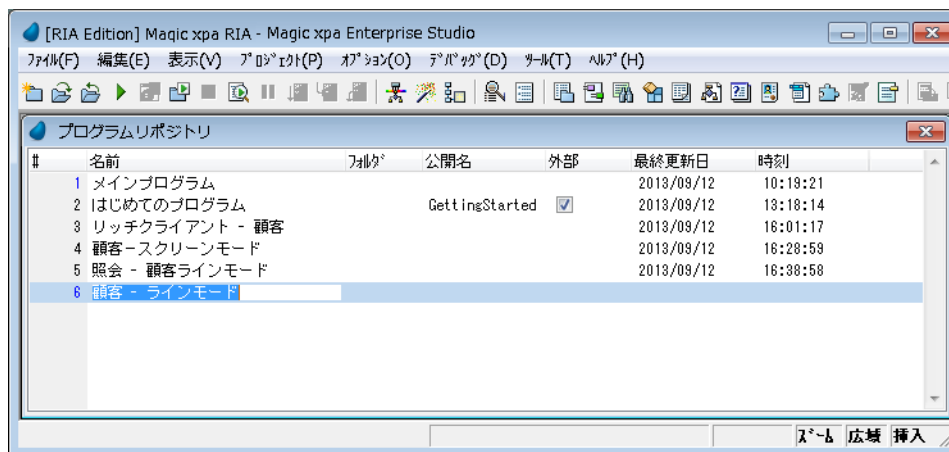 [RIA Edition] Magic xpa RIA - Magic xpa Enterprise Studio
ﾌｧｲﾙ(F) 編集(E) 表示(V) ﾌﾟﾛｼﾞｪｸﾄ(P) ｵﾌﾟｼｮﾝ(O) ﾃﾞﾊﾞｯｸﾞ(D) ﾂｰﾙ(T) ﾍﾙﾌﾟ(H)
プログラムリポジトリ
# 名前 ﾌｫﾙﾀﾞ 公開名 外部 最終更新日 時刻
1 メインプログラム 2013/09/12 10:19:21
2 はじめてのプログラム GettingStarted 2013/09/12 13:18:14
3 リッチクライアント - 顧客 2013/09/12 16:01:17
4 顧客−スクリーンモード 2013/09/12 16:28:59
5 照会 - 顧客ラインモード 2013/09/12 16:38:58
6 顧客 - ラインモード
ｽﾞｰﾑ 広域 挿入